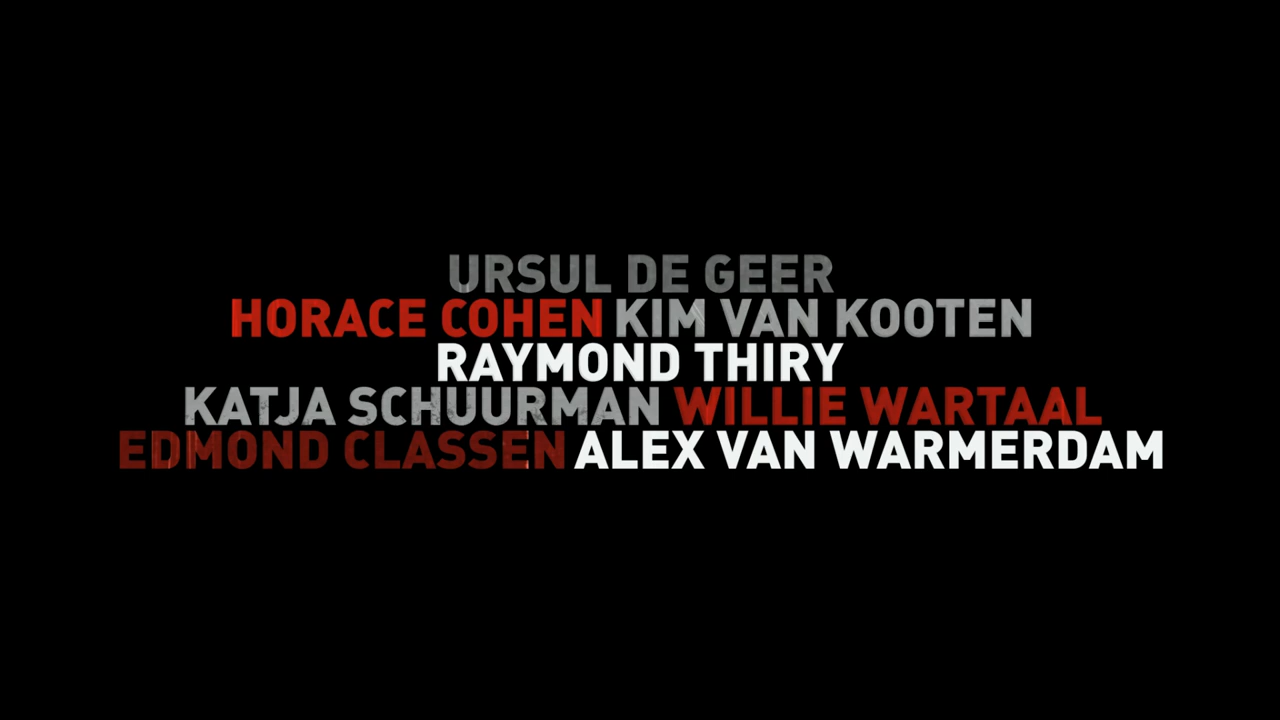 URSUL DE GEER
HORACE COHEN KIM VAN KOOTEN
RAYMOND THIRY
KATJA SCHUURMAN WILLIE WARTAAL
EDMOND CLASSEN ALEX VAN WARMERDAM